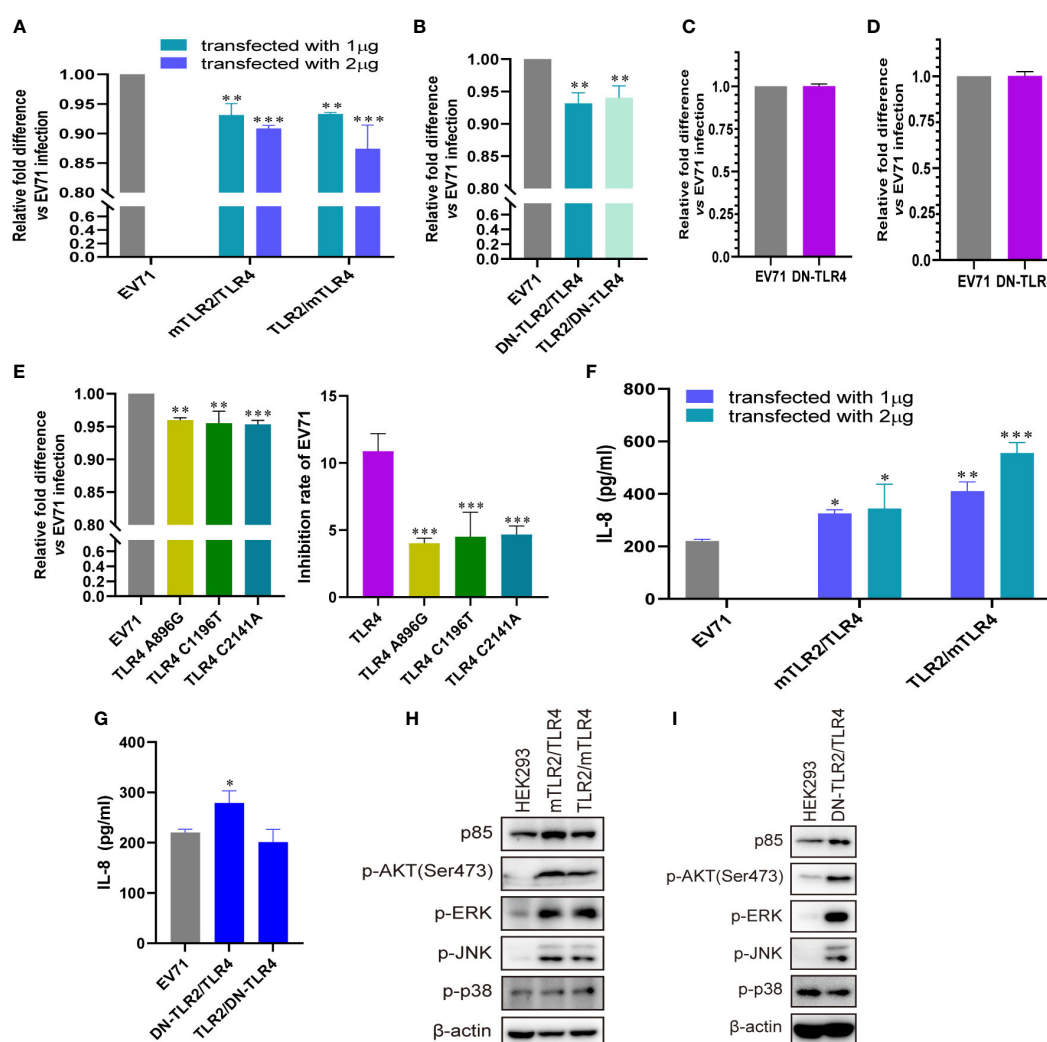 A
transfected with 1μg
transfected with 2μg
Relative fold difference
vs EV71 infection
1.00
0.95
0.90
0.85
0.80
0.6
0.4
0.2
0.0
**
***
**
***
EV71
mTLR2/TLR4
TLR2/mTLR4
B
Relative fold difference
vs EV71 infection
1.00
0.95
0.90
0.85
0.80
0.8
0.6
0.4
0.2
0.0
**
**
EV71
DN-TLR2/TLR4
TLR2/DN-TLR4
C
Relative fold difference
vs EV71 infection
1.0
0.5
0.0
EV71 DN-TLR4
D
Relative fold difference
vs EV71 infection
1.0
0.5
0.0
EV71 DN-TLR
E
Relative fold difference
vs EV71 infection
1.00
0.95
0.90
0.85
0.80
0.6
0.4
0.2
0.0
**
**
***
EV71
TLR4 A896G
TLR4 C1196T
TLR4 C2141A
Inhibition rate of EV71
15
10
5
0
***
***
***
TLR4
TLR4 A896G
TLR4 C1196T
TLR4 C2141A
F
transfected with 1μg
transfected with 2μg
IL-8 (pg/ml)
800
600
400
200
0
*
*
**
***
EV71
mTLR2/TLR4
TLR2/mTLR4
G
IL-8 (pg/ml)
400
300
200
100
0
*
EV71
DN-TLR2/TLR4
TLR2/DN-TLR4
H
HEK293
mTLR2/TLR4
TLR2/mTLR4
p85
p-AKT(Ser473)
p-ERK
p-JNK
p-p38
β-actin
I
HEK293
DN-TLR2/TLR4
p85
p-AKT(Ser473)
p-ERK
p-JNK
p-p38
β-actin